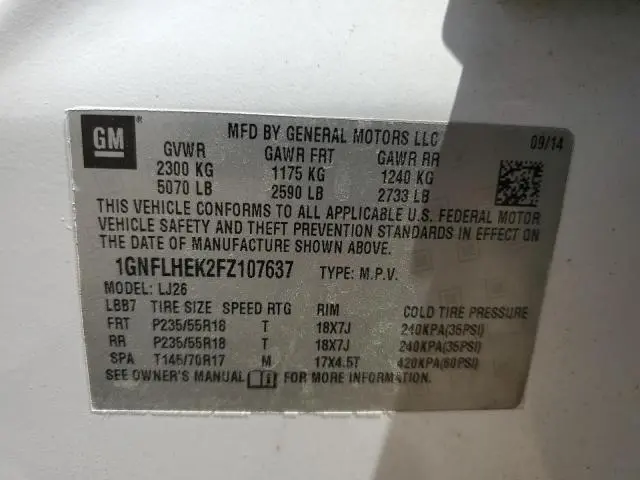 GM ® MFD BY GENERAL MOTORS LLC 09/14
GVWR GAWR FRT GAWR RR
2300 KG 1175 KG 1240 KG
5070 LB 2590 LB 2733 LB
THIS VEHICLE CONFORMS TO ALL APPLICABLE U.S. FEDERAL MOTOR
VEHICLE SAFETY AND THEFT PREVENTION STANDARDS IN EFFECT ON
THE DATE OF MANUFACTURE SHOWN ABOVE.
1GNFLHEK2FZ107637 TYPE: M.P.V.
MODEL: LJ26
LBB7 TIRE SIZE SPEED RTG RIM COLD TIRE PRESSURE
FRT P235/55R18 T 18X7J 240KPA(35PSI)
RR P235/55R18 T 18X7J 240KPA(35PSI)
SPA T145/70R17 M 17X4.5T 420KPA(60PSI)
SEE OWNER'S MANUAL FOR MORE INFORMATION.